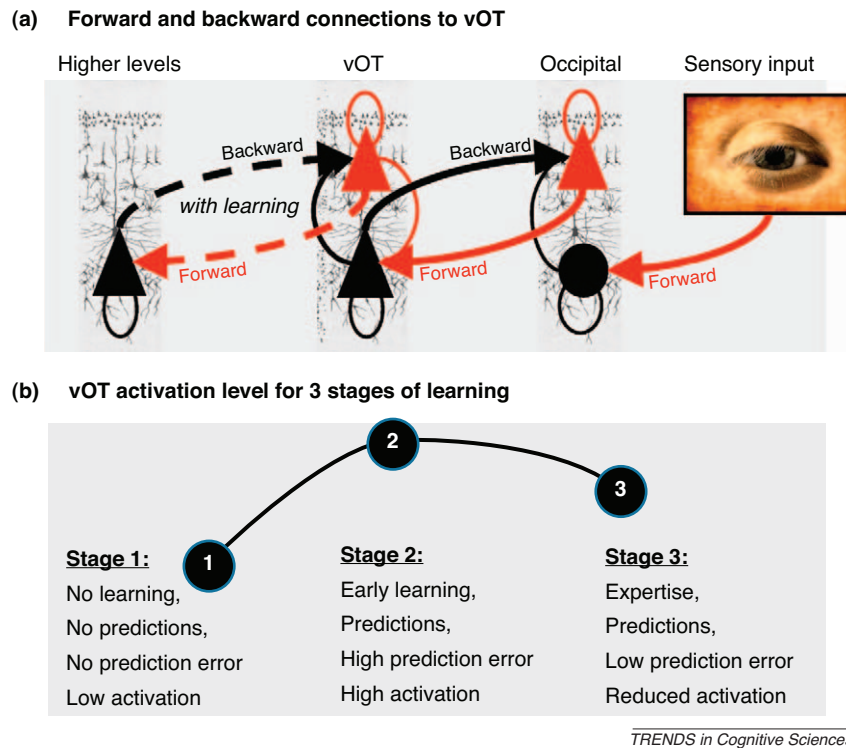 (a) Forward and backward connections to vOT
Higher levels vOT Occipital Sensory input
Backward Backward
with learning
Forward Forward Forward
(b) vOT activation level for 3 stages of learning
2
3
1
Stage 1: Stage 2: Stage 3:
No learning, Early learning, Expertise,
No predictions, Predictions, Predictions,
No prediction error High prediction error Low prediction error
Low activation High activation Reduced activation
TRENDS in Cognitive Sciences